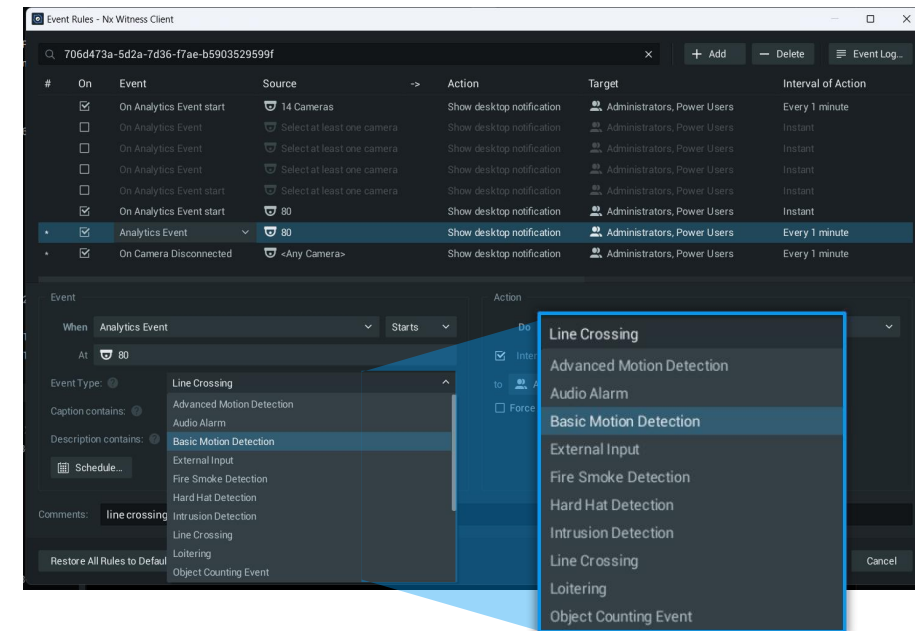 Event Rules - Nx Witness Client
706d473a-5d2a-7d36-f7ae-b5903529599f × + Add — Delete Event Log...
# On Event Source -> Action Target Interval of Action
On Analytics Event start 14 Cameras Show desktop notification Administrators, Power Users Every 1 minute
On Analytics Event Select at least one camera Show desktop notification Administrators, Power Users Instant
On Analytics Event Select at least one camera Show desktop notification Administrators, Power Users Instant
On Analytics Event Select at least one camera Show desktop notification Administrators, Power Users Instant
On Analytics Event start Select at least one camera Show desktop notification Administrators, Power Users Instant
On Analytics Event start 80 Show desktop notification Administrators, Power Users Instant
* Analytics Event 80 Show desktop notification Administrators, Power Users Every 1 minute
* On Camera Disconnected <Any Camera> Show desktop notification Administrators, Power Users Every 1 minute
Event
When Analytics Event Starts
At 80
Event Type: ? Line Crossing
Caption contains: ?
Description contains: ?
Schedule...
Advanced Motion Detection
Audio Alarm
Basic Motion Detection
External Input
Fire Smoke Detection
Hard Hat Detection
Intrusion Detection
Line Crossing
Loitering
Object Counting Event
Comments: line crossing
Restore All Rules to Defaul
Action
Do
Inter
to A
Force
Line Crossing
Advanced Motion Detection
Audio Alarm
Basic Motion Detection
External Input
Fire Smoke Detection
Hard Hat Detection
Intrusion Detection
Line Crossing
Loitering
Object Counting Event
Cancel